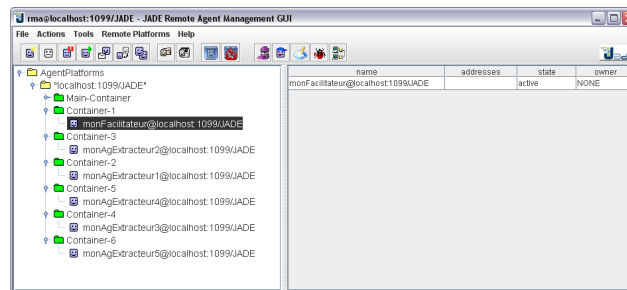 rma@localhost:1099/JADE - JADE Remote Agent Management GUI
File Actions Tools Remote Platforms Help
AgentPlatforms
"localhost:1099/JADE"
Main-Container
Container-1
monFacilitateur@localhost:1099/JADE
Container-3
monAgExtracteur2@localhost:1099/JADE
Container-2
monAgExtracteur1@localhost:1099/JADE
Container-5
monAgExtracteur4@localhost:1099/JADE
Container-4
monAgExtracteur3@localhost:1099/JADE
Container-6
monAgExtracteur5@localhost:1099/JADE
name addresses state owner
monFacilitateur@localhost:1099/JADE active NONE